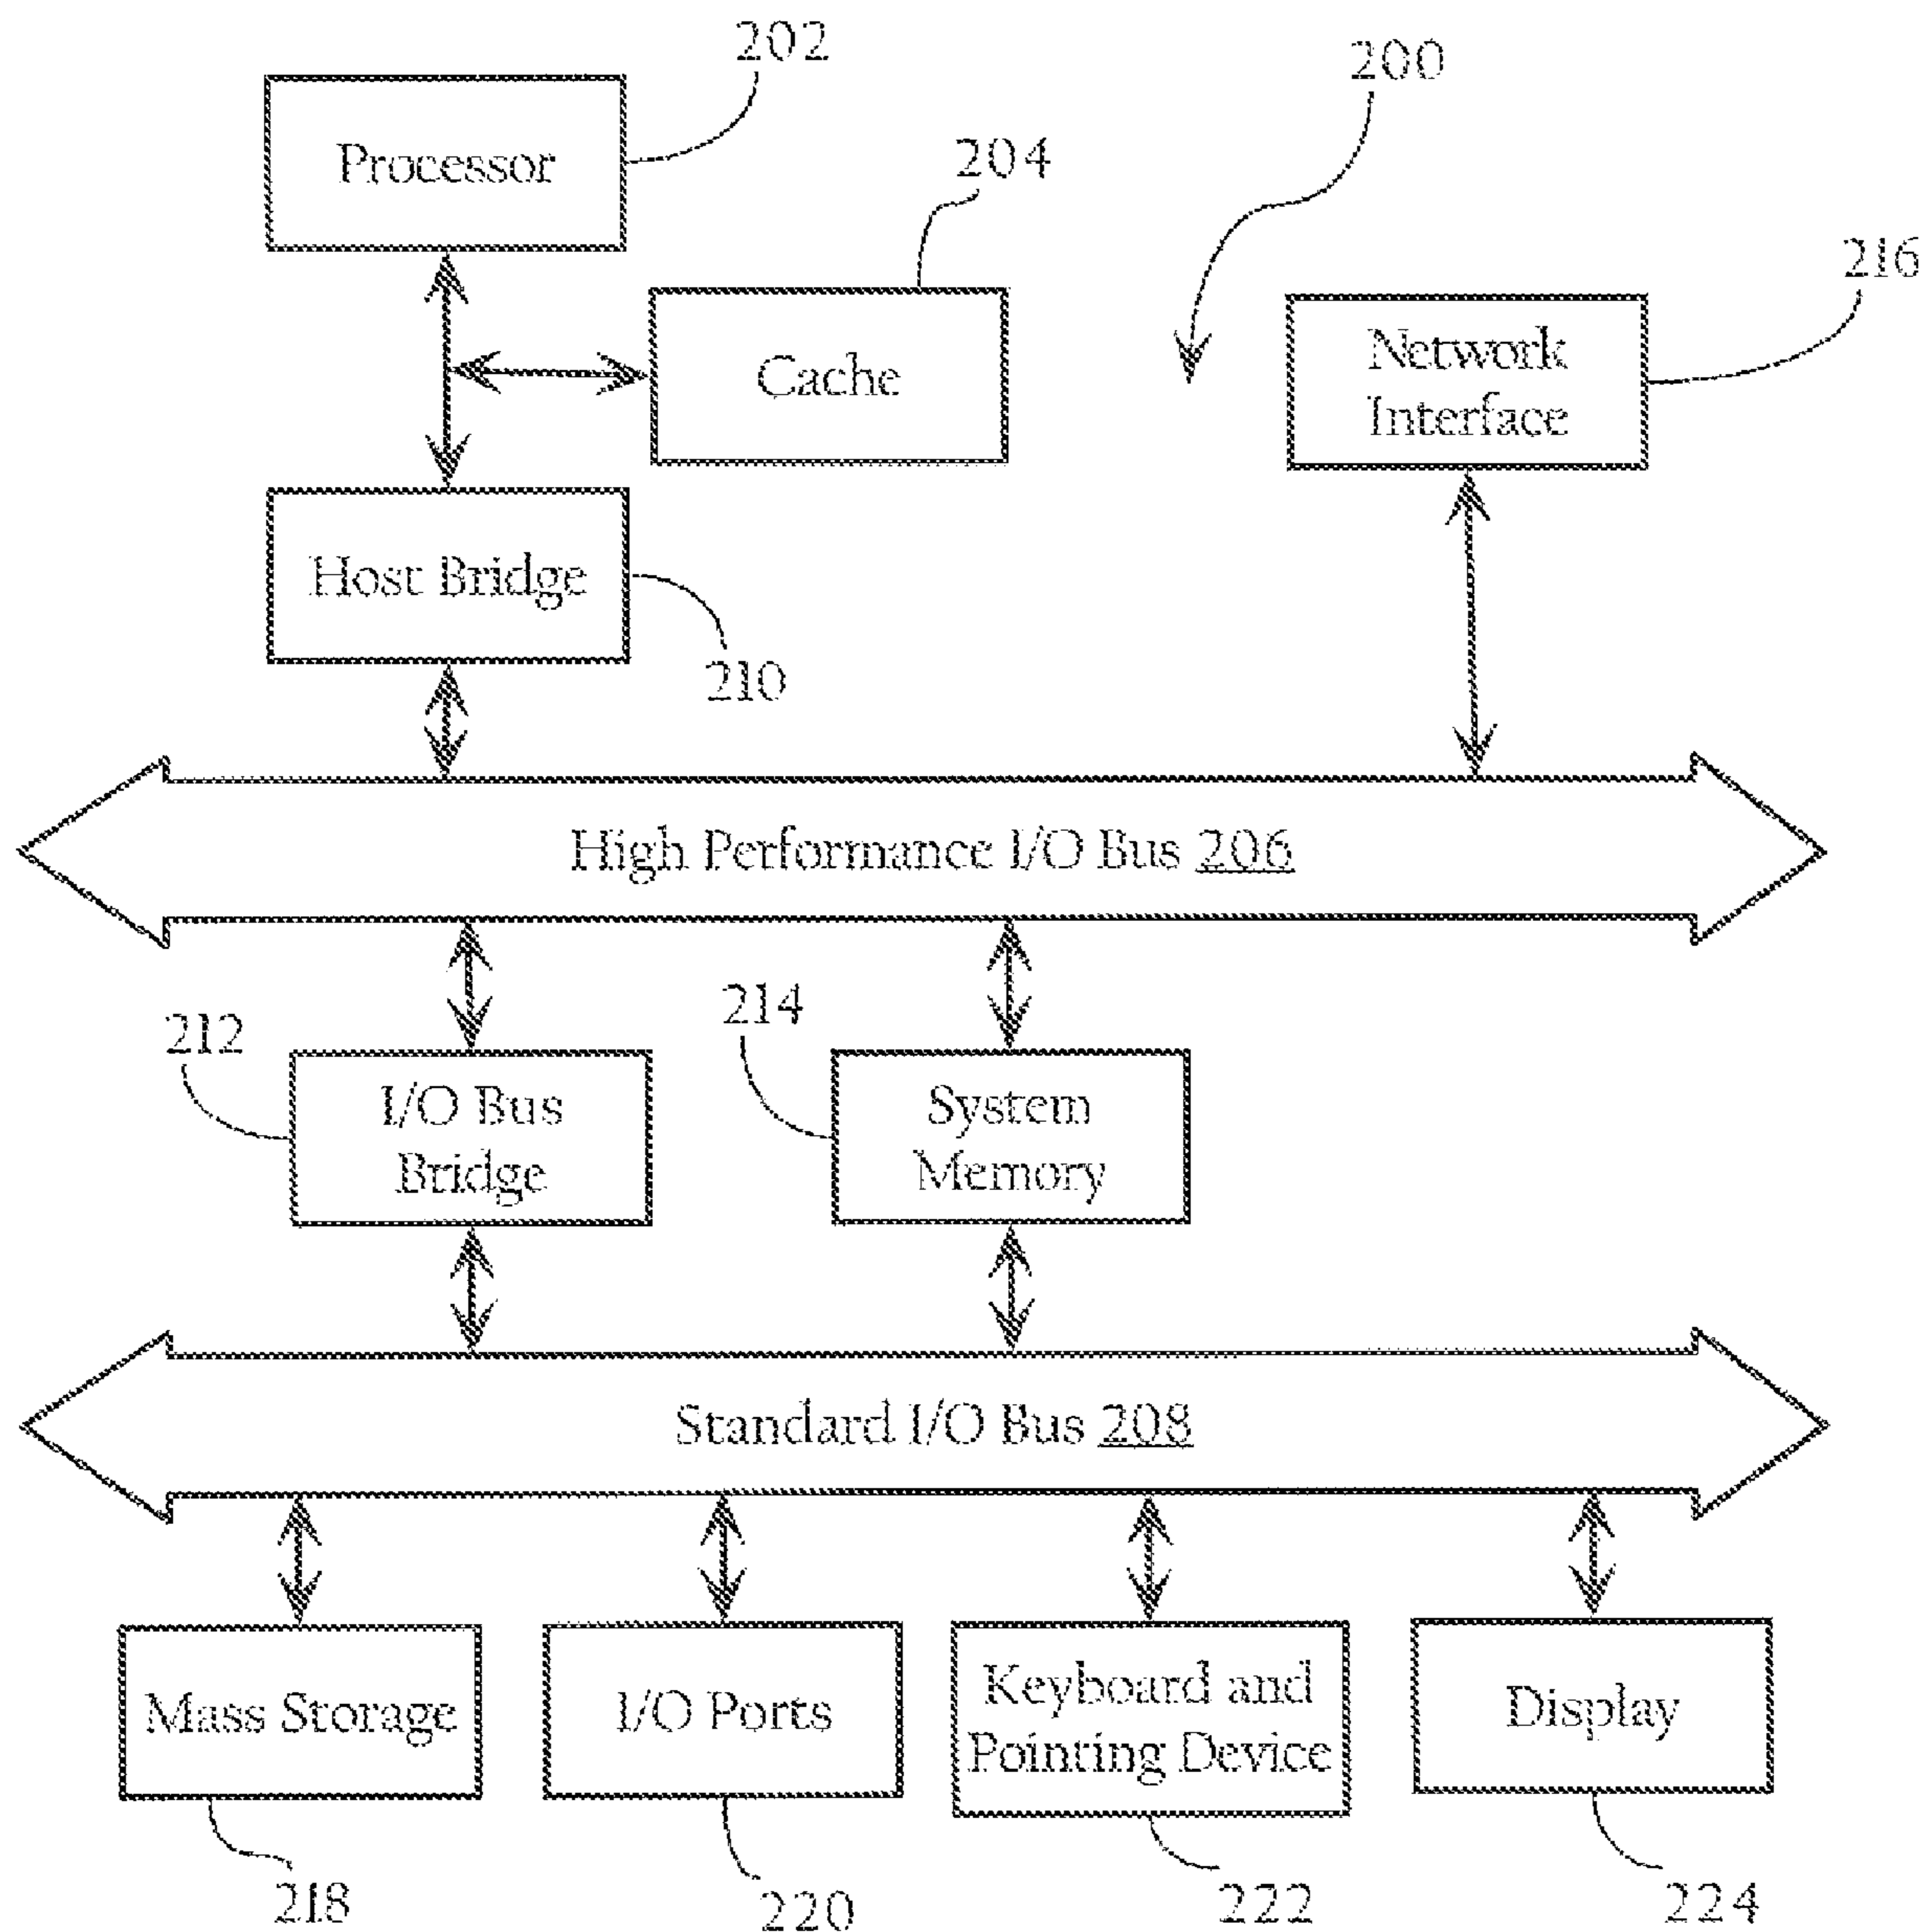 202
200
Processor
204
216
Cache
Network
Interface
Host Bridge
210
High Performance I/O Bus 206
212
214
I/O Bus
Bridge
System
Memory
Standard I/O Bus 208
Mass Storage
I/O Ports
Keyboard and
Pointing Device
Display
218
220
222
224